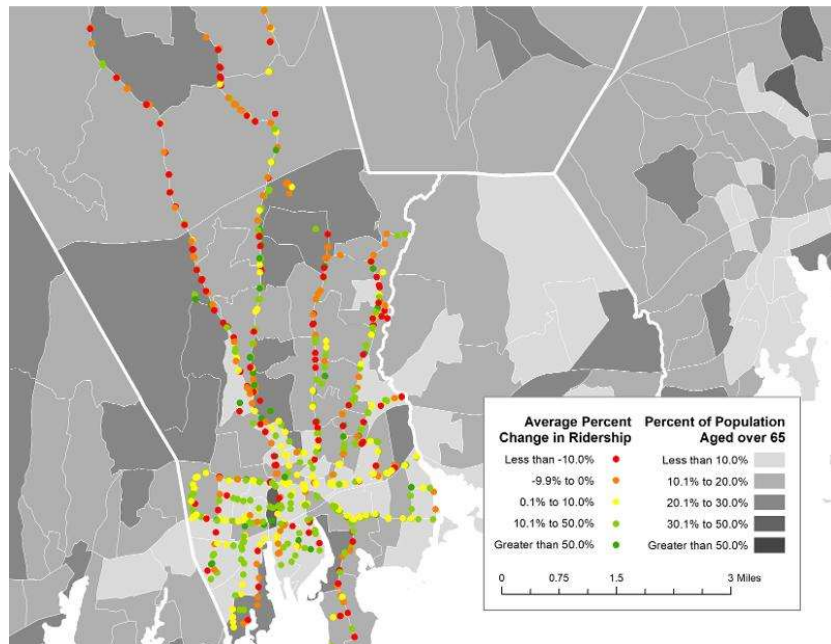 Average Percent
Change in Ridership
Less than -10.0%
-9.9% to 0%
0.1% to 10.0%
10.1% to 50.0%
Greater than 50.0%
Percent of Population
Aged over 65
Less than 10.0%
10.1% to 20.0%
20.1% to 30.0%
30.1% to 50.0%
Greater than 50.0%
0 0.75 1.5 3 Miles